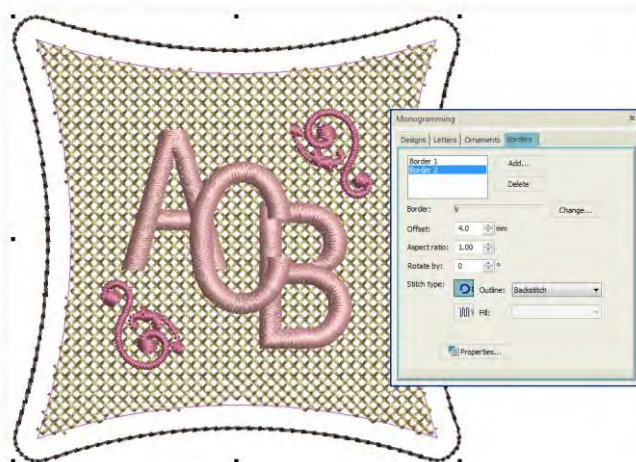 AOB
Monogramming
Designs Letters Ornaments Borders
Border 1
Border 2
Add...
Delete
Border: v Change...
Offset: 4.0 mm
Aspect ratio: 1.00
Rotate by: 0 °
Stitch type: Outline: Backstitch
Fill:
Properties...